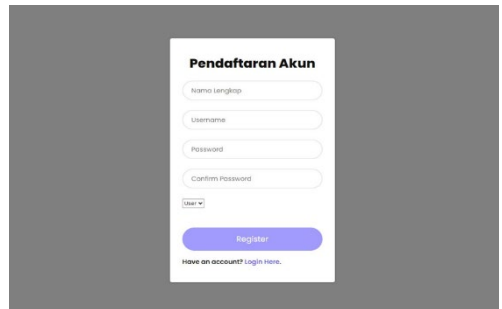 Pendaftaran Akun
Nama Lengkap
Username
Password
Confirm Password
User
Register
Have an account? Login Here.